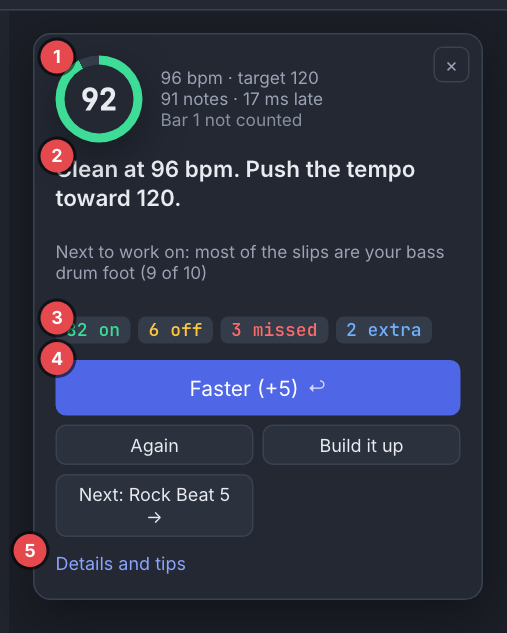 1
92
96 bpm · target 120
91 notes · 17 ms late
Bar 1 not counted
×
2
Clean at 96 bpm. Push the tempo
toward 120.
Next to work on: most of the slips are your bass
drum foot (9 of 10)
3
82 on
6 off
3 missed
2 extra
4
Faster (+5) ↩
Again
Build it up
Next: Rock Beat 5
→
5
Details and tips